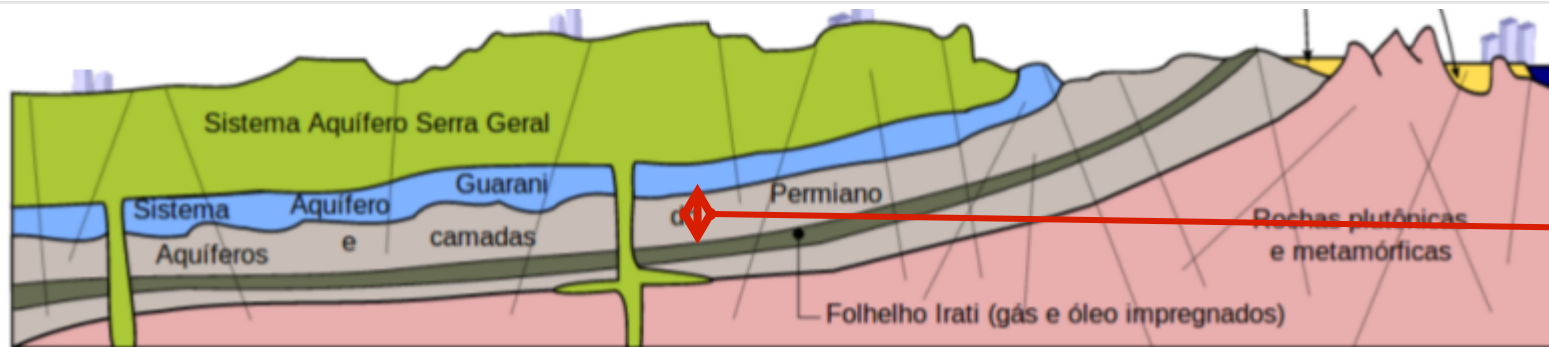 Sistema Aquífero Serra Geral
Sistema Aquífero Guarani
Aquíferos e camadas Permiano
Rochas plutônicas
e metamórficas
Folhelho Irati (gás e óleo impregnados)